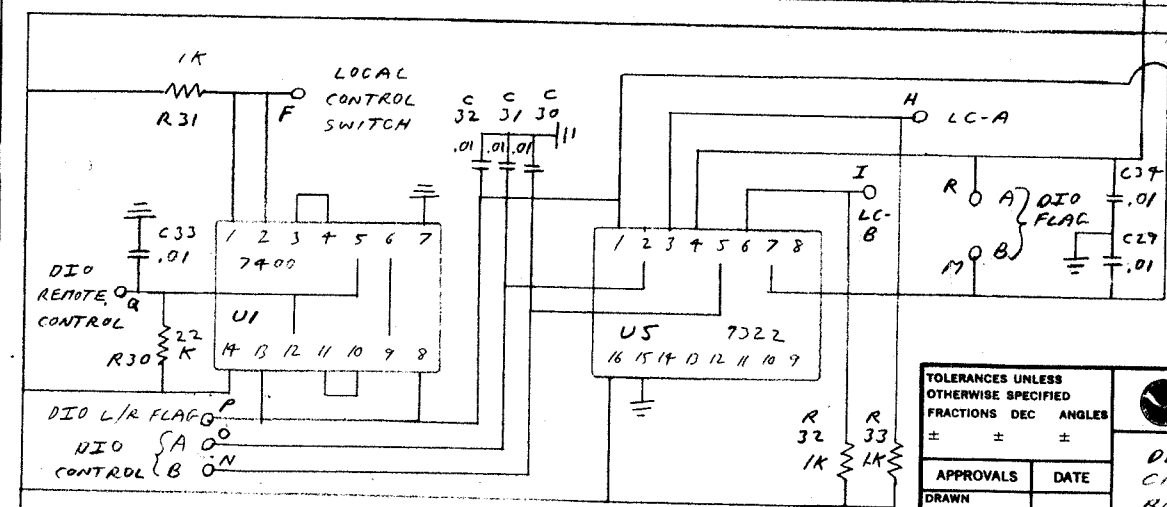 1K
R31
F
LOCAL
CONTROL
SWITCH
C
32
.01
C
31
.01
C
30
.01
H
LC-A
I
LC-
B
R
M
A
B
DIO
FLAG
C34
.01
C29
.01
C33
.01
DIO
REMOTE
CONTROL
Q
R30
22
K
1 2 3 4 5 6 7
7400
U1
14 13 12 11 10 9 8
1 2 3 4 5 6 7 8
U5 9322
16 15 14 13 12 11 10 9
DIO L/R FLAG P
DIO
CONTROL
A O
B N
R
32
1K
R
33
1K
TOLERANCES UNLESS
OTHERWISE SPECIFIED
FRACTIONS DEC ANGLES
± ± ±
APPROVALS DATE
DRAWN